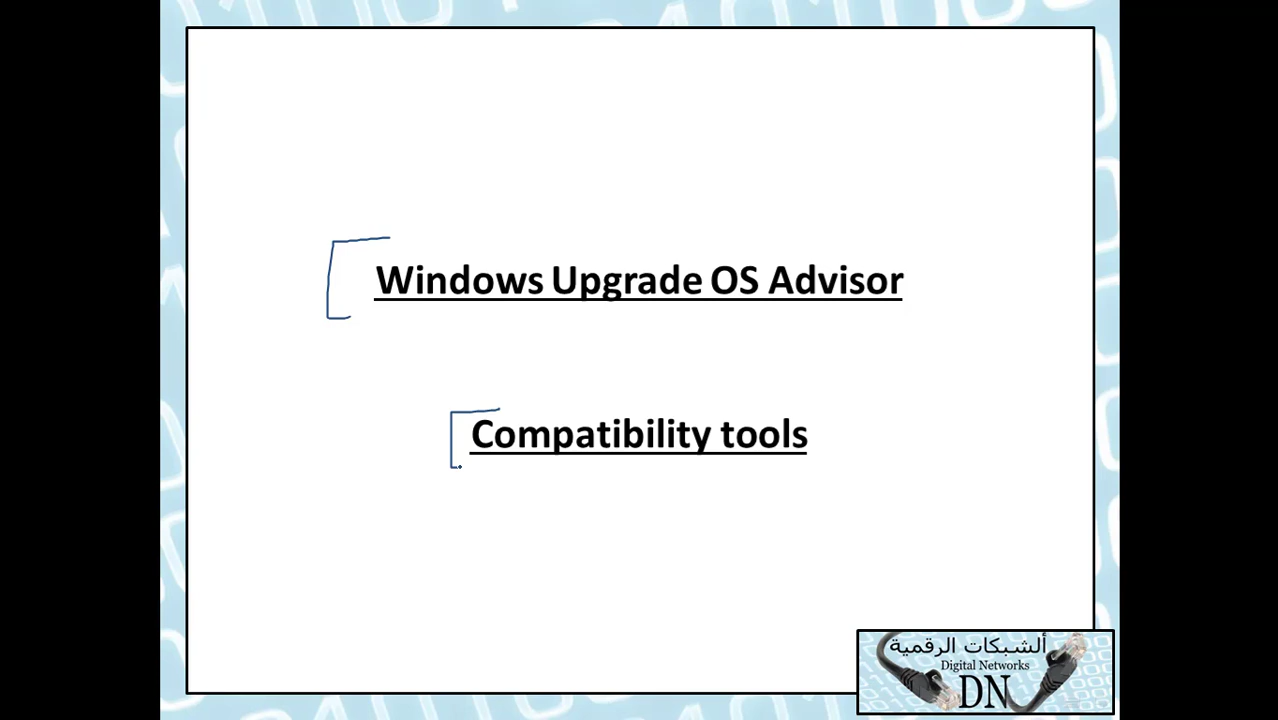 Windows Upgrade OS Advisor
Compatibility tools
ألشبكات الرقمية
Digital Networks
DN